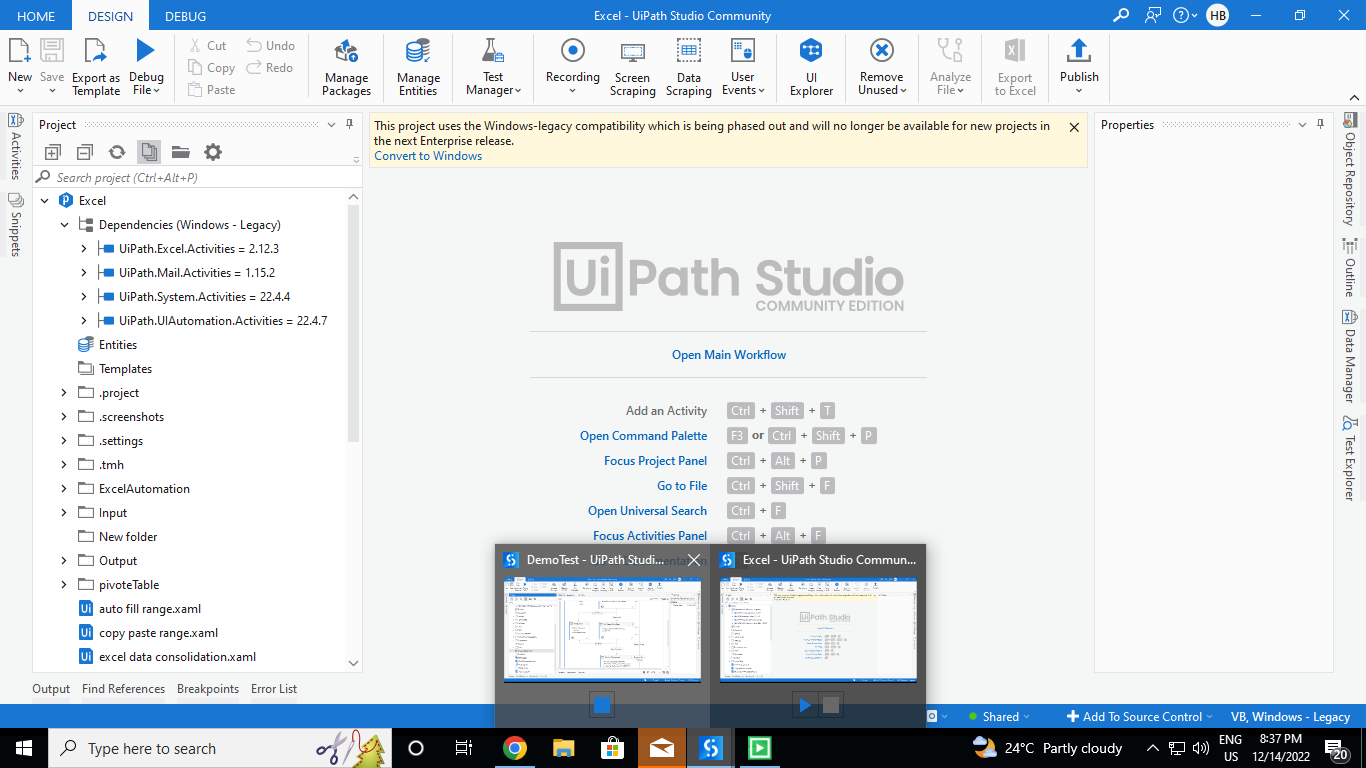 HOME
DESIGN
DEBUG
Excel - UiPath Studio Community
HB
New
Save
Export as
Template
Debug
File
Cut
Copy
Paste
Undo
Redo
Manage
Packages
Manage
Entities
Test
Manager
Recording
Screen
Scraping
Data
Scraping
User
Events
UI
Explorer
Remove
Unused
Analyze
File
Export
to Excel
Publish
Activities
Snippets
Project
Search project (Ctrl+Alt+P)
Excel
Dependencies (Windows - Legacy)
UiPath.Excel.Activities = 2.12.3
UiPath.Mail.Activities = 1.15.2
UiPath.System.Activities = 22.4.4
UiPath.UIAutomation.Activities = 22.4.7
Entities
Templates
.project
.screenshots
.settings
.tmh
ExcelAutomation
Input
New folder
Output
pivoteTable
Ui auto fill range.xaml
Ui copy paste range.xaml
Ui excel data consolidation.xaml
This project uses the Windows-legacy compatibility which is being phased out and will no longer be available for new projects in
the next Enterprise release.
Convert to Windows
Ui Path Studio
COMMUNITY EDITION
Open Main Workflow
Add an Activity Ctrl + Shift + T
Open Command Palette F3 or Ctrl + Shift + P
Focus Project Panel Ctrl + Alt + P
Go to File Ctrl + Shift + F
Open Universal Search Ctrl + F
Focus Activities Panel Ctrl + Alt + F
Properties
Object Repository
Outline
Data Manager
Test Explorer
DemoTest - UiPath Studi...
Excel - UiPath Studio Commun...
Output
Find References
Breakpoints
Error List
Shared
Add To Source Control
VB, Windows - Legacy
Type here to search
24°C Partly cloudy
ENG
US
8:37 PM
12/14/2022
20